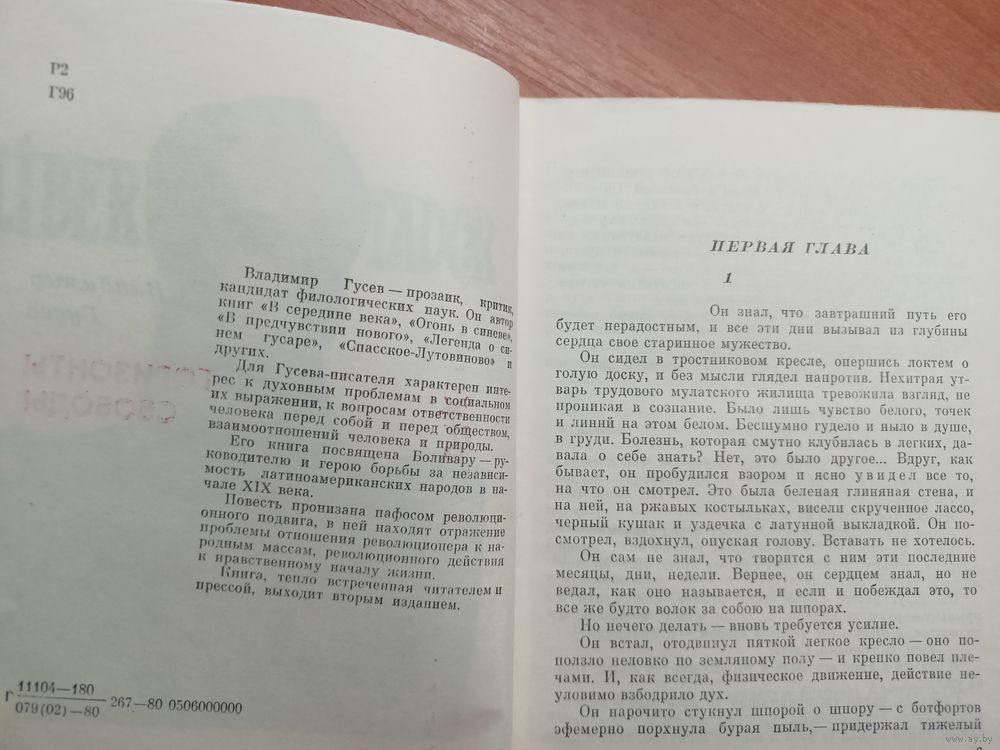 Р2
Г96
Владимир Гусев — прозаик, критик,
кандидат филологических наук. Он автор
книг «В середине века», «Огонь в синеве»,
«В предчувствии нового», «Легенда о си-
нем гусаре», «Спасское-Лутовиново» и
других.
Для Гусева-писателя характерен инте-
рес к духовным проблемам в социальном
их выражении, к вопросам ответственности
человека перед собой и перед обществом,
взаимоотношений человека и природы.
Его книга посвящена Боливару — ру-
ководителю и герою борьбы за независи-
мость латиноамериканских народов в на-
чале XIX века.
Повесть пронизана пафосом революци-
онного подвига, в ней находят отражение
проблемы отношения революционера к на-
родным массам, революционного действия
к нравственному началу жизни.
Книга, тепло встреченная читателем и
прессой, выходит вторым изданием.
Г 11104—180
079(02)—80 267—80 0506000000
ГОРИЗОНТЫ
СВОБОДЫ
Владимир
Гусев
ПЕРВАЯ ГЛАВА
1
Он знал, что завтрашний путь его
будет нерадостным, и все эти дни вызывал из глубины
сердца свое старинное мужество.
Он сидел в тростниковом кресле, опершись локтем о
голую доску, и без мысли глядел напротив. Нехитрая ут-
варь трудового мулатского жилища тревожила взгляд, не
проникая в сознание. Было лишь чувство белого, точек
и линий на этом белом. Бесшумно гудело и ныло в душе,
в груди. Болезнь, которая смутно клубилась в легких, да-
вала о себе знать? Нет, это было другое... Вдруг, как
бывает, он пробудился взором и ясно увидел все то,
на что он смотрел. Это была беленая глиняная стена, и
на ней, на ржавых костыльках, висели скрученное лассо,
черный кушак и уздечка с латунной выкладкой. Он по-
смотрел, вздохнул, опуская голову. Вставать не хотелось.
Он сам не знал, что творится с ним эти последние
месяцы, дни, недели. Вернее, он сердцем знал, но не
ведал, как оно называется, и если и побеждал это, то
все же будто волок за собою на шпорах.
Но нечего делать — вновь требуется усилие.
Он встал, отодвинул пяткой легкое кресло — оно по-
ползло неловко по земляному полу — и крепко повел пле-
чами. И, как всегда, физическое движение, действие не-
уловимо взбодрило дух.
Он нарочито стукнул шпорой о шпору — с ботфортов
эфемерно порхнула бурая пыль,— придержал тяжелый
www.ay.by